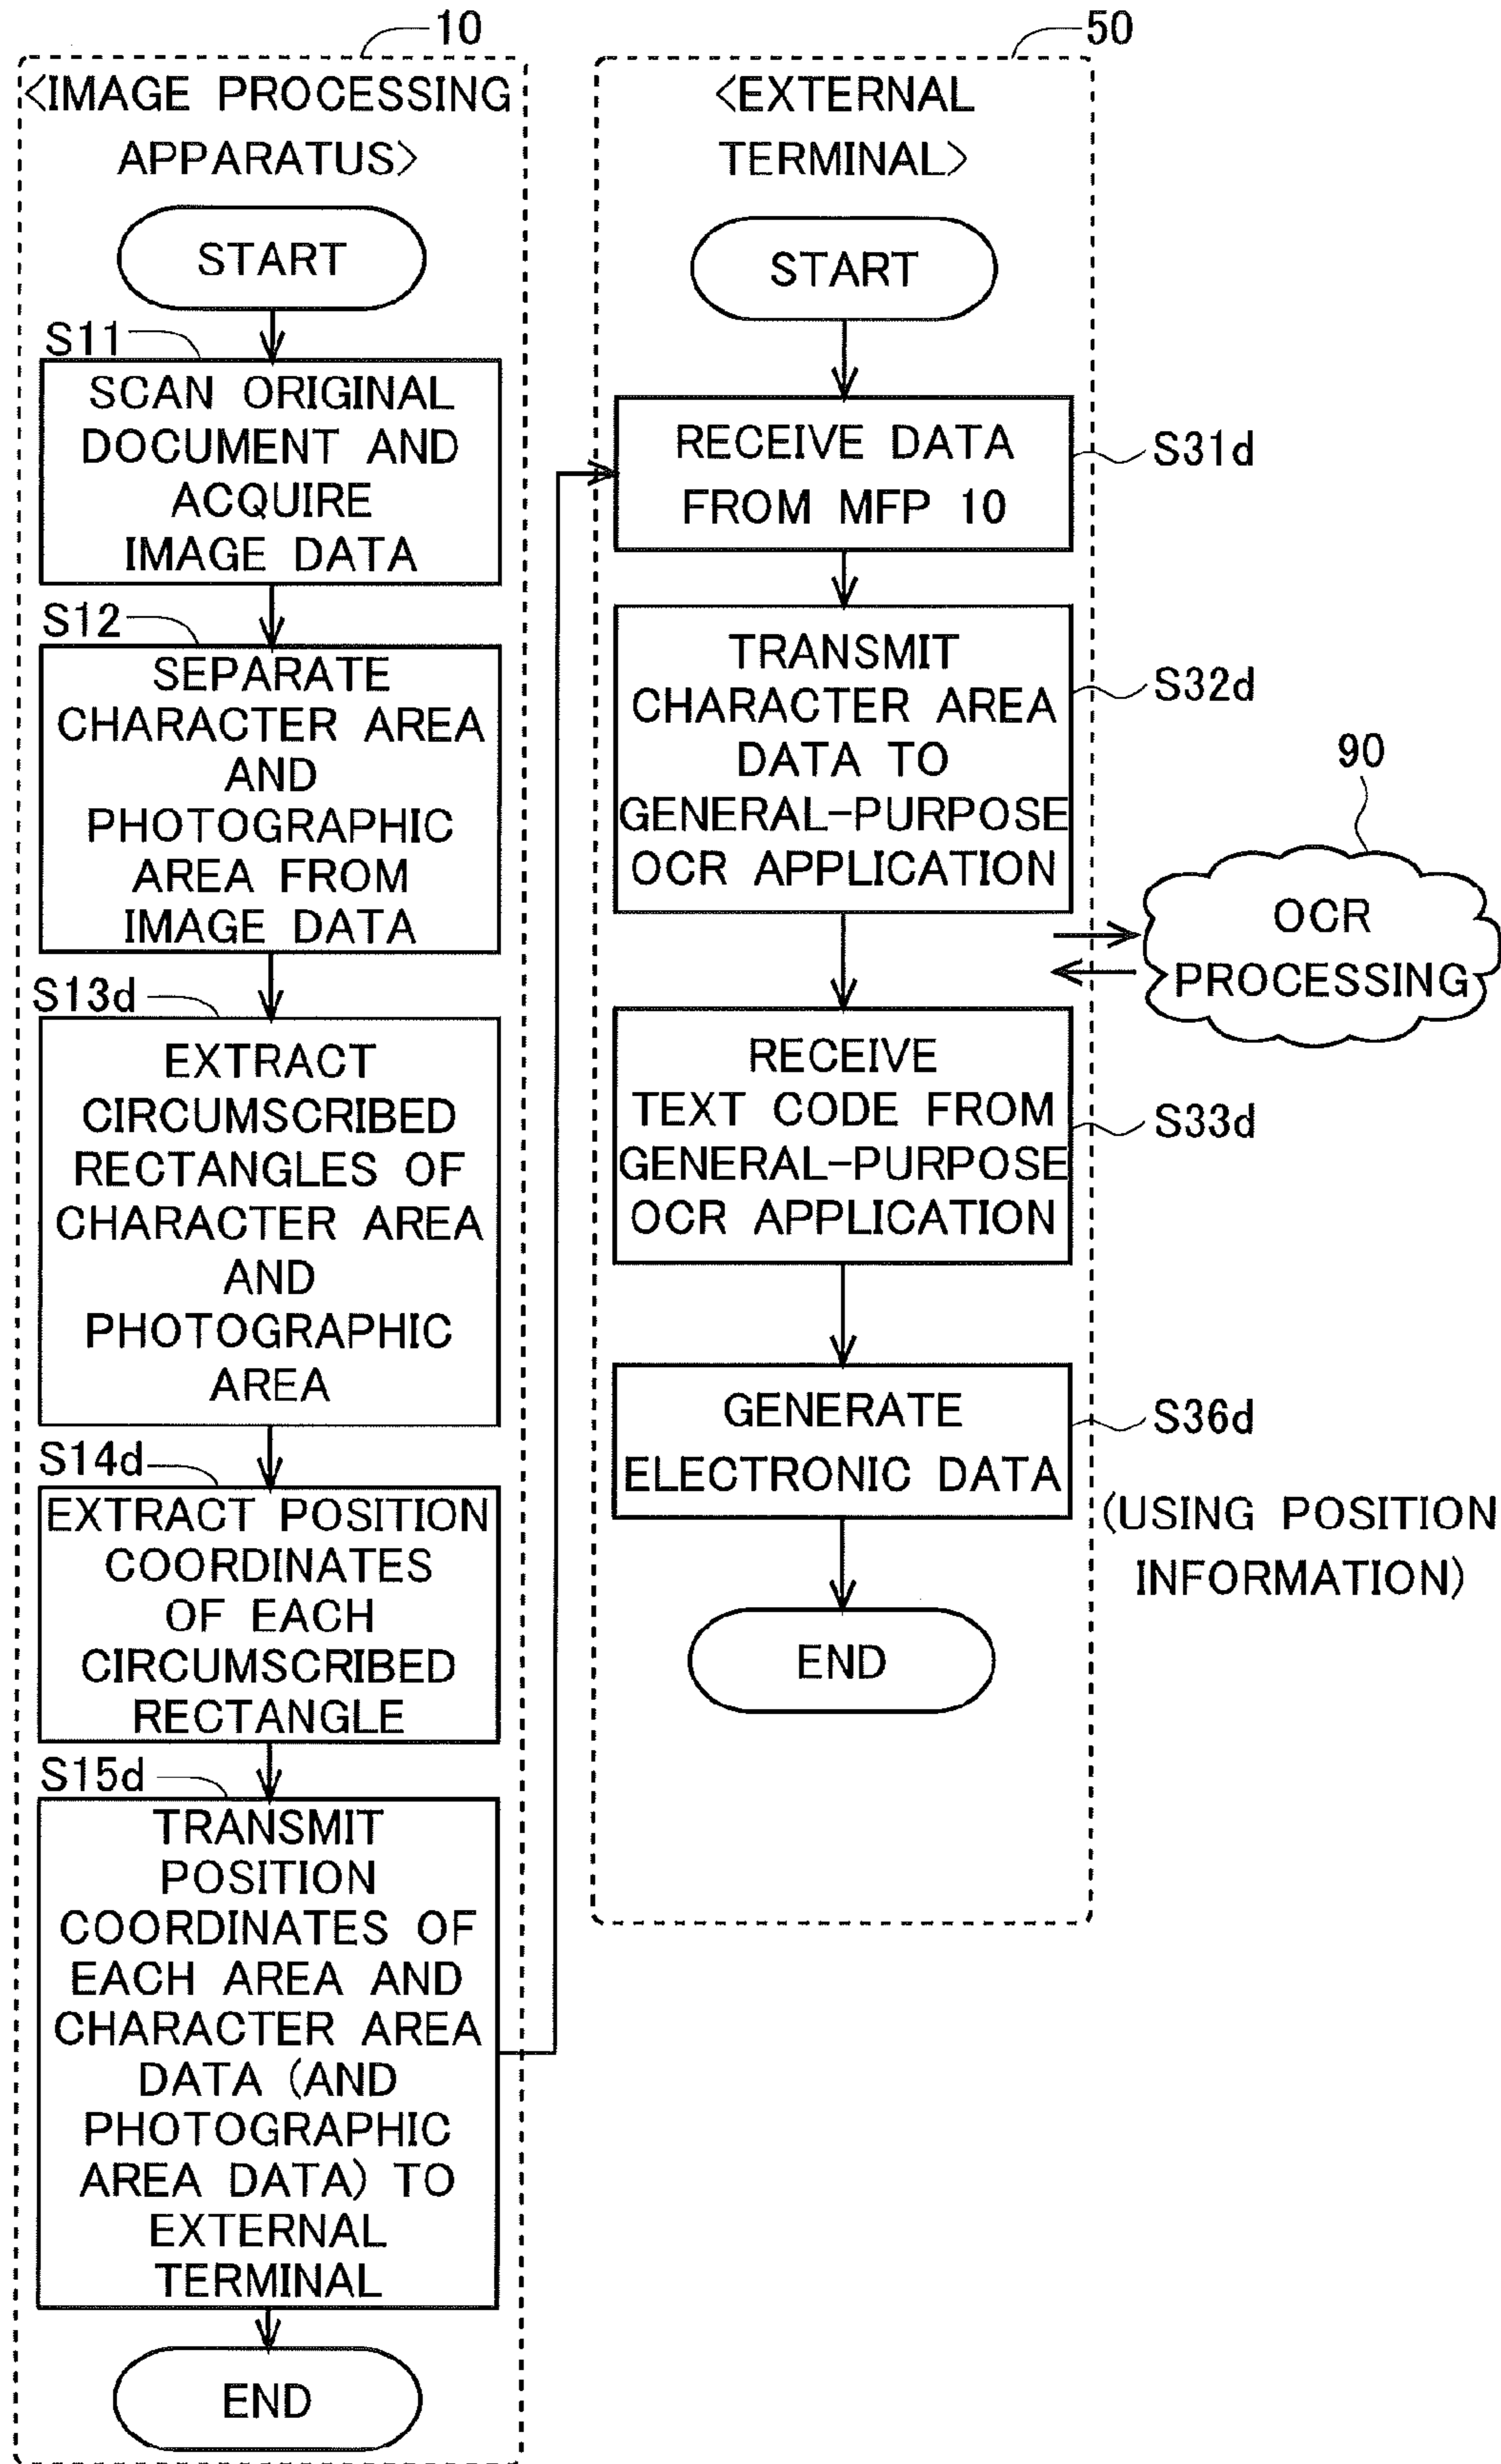 10
<IMAGE PROCESSING
APPARATUS>
START
S11
SCAN ORIGINAL
DOCUMENT AND
ACQUIRE
IMAGE DATA
S12
SEPARATE
CHARACTER AREA
AND
PHOTOGRAPHIC
AREA FROM
IMAGE DATA
S13d
EXTRACT
CIRCUMSCRIBED
RECTANGLES OF
CHARACTER AREA
AND
PHOTOGRAPHIC
AREA
S14d
EXTRACT POSITION
COORDINATES
OF EACH
CIRCUMSCRIBED
RECTANGLE
S15d
TRANSMIT
POSITION
COORDINATES OF
EACH AREA AND
CHARACTER AREA
DATA (AND
PHOTOGRAPHIC
AREA DATA) TO
EXTERNAL
TERMINAL
END
50
<EXTERNAL
TERMINAL>
START
RECEIVE DATA
FROM MFP 10
S31d
TRANSMIT
CHARACTER AREA
DATA TO
GENERAL-PURPOSE
OCR APPLICATION
S32d
90
OCR
PROCESSING
RECEIVE
TEXT CODE FROM
GENERAL-PURPOSE
OCR APPLICATION
S33d
GENERATE
ELECTRONIC DATA
S36d
(USING POSITION
INFORMATION)
END